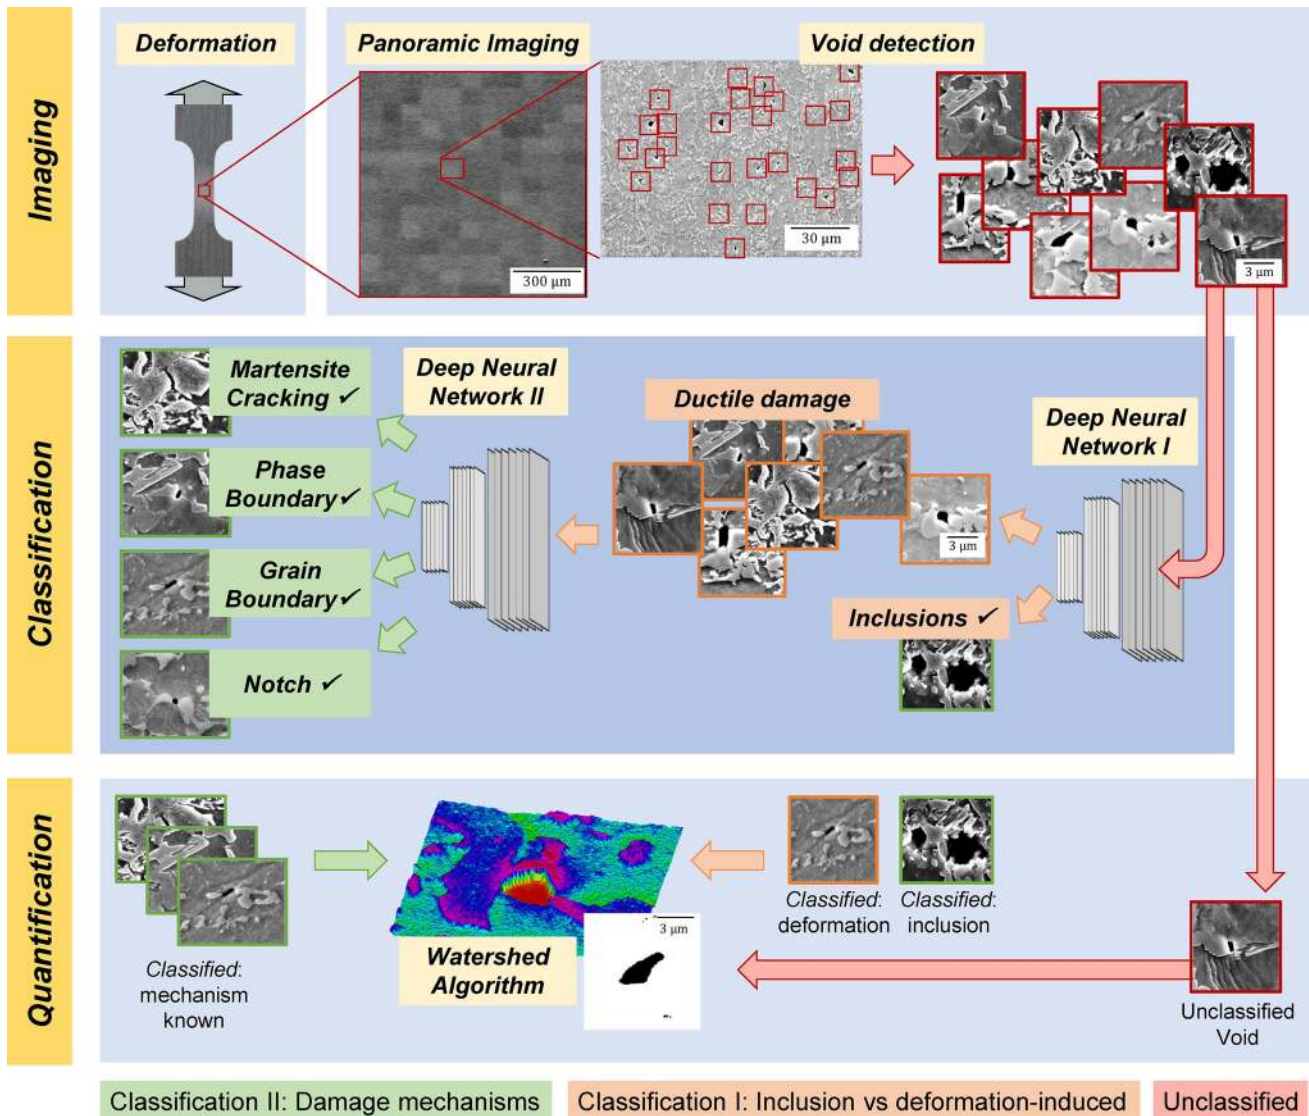 Imaging
Deformation
Panoramic Imaging
Void detection
300 μm
30 μm
3 μm
Classification
Martensite
Cracking ✓
Phase
Boundary ✓
Grain
Boundary ✓
Notch ✓
Deep Neural
Network II
Ductile damage
3 μm
Deep Neural
Network I
Inclusions ✓
Quantification
Classified:
mechanism
known
Watershed
Algorithm
3 μm
Classified:
deformation
Classified:
inclusion
Unclassified
Void
Classification II: Damage mechanisms
Classification I: Inclusion vs deformation-induced
Unclassified